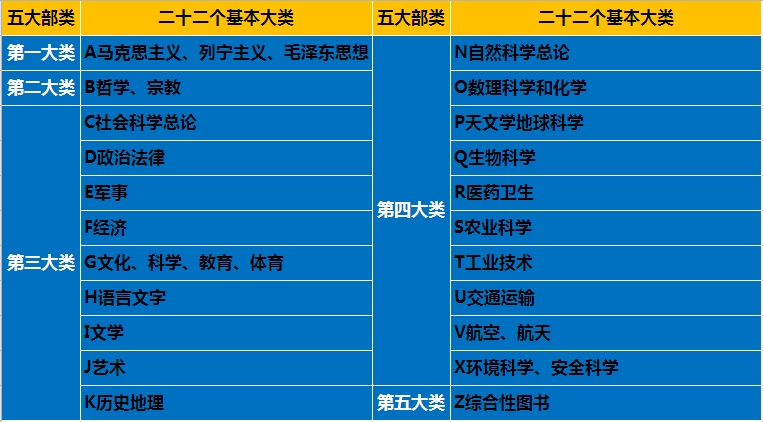 五大部类 二十二个基本大类 五大部类 二十二个基本大类
第一大类 A马克思主义、列宁主义、毛泽东思想 N自然科学总论
第二大类 B哲学、宗教 O数理科学和化学
C社会科学总论 P天文学地球科学
D政治法律 Q生物科学
E军事 R医药卫生
第四大类
F经济 S农业科学
第三大类 G文化、科学、教育、体育 T工业技术
H语言文字 U交通运输
I文学 V航空、航天
J艺术 X环境科学、安全科学
K历史地理 第五大类 Z综合性图书